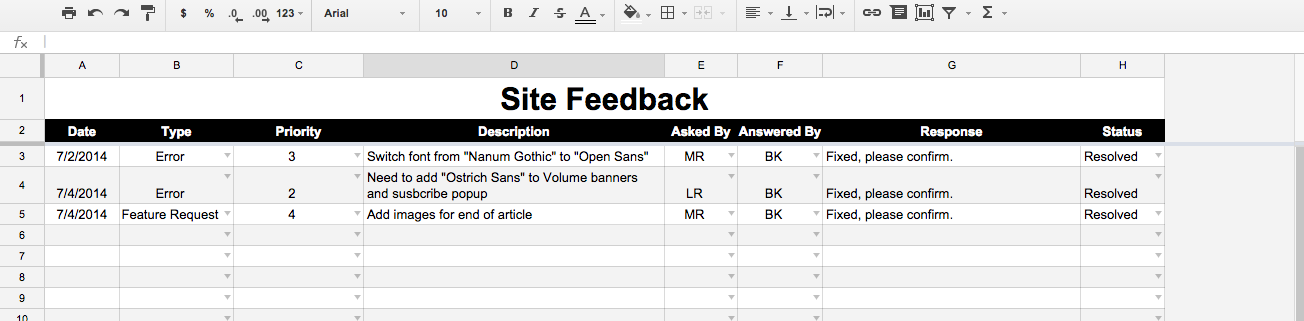 $ % .0 .00 123 Arial 10 B I S A Σ
fx
A B C D E F G H
1 Site Feedback
2 Date Type Priority Description Asked By Answered By Response Status
3 7/2/2014 Error 3 Switch font from "Nanum Gothic" to "Open Sans" MR BK Fixed, please confirm. Resolved
Need to add "Ostrich Sans" to Volume banners
4 7/4/2014 Error 2 and susbcribe popup LR BK Fixed, please confirm. Resolved
5 7/4/2014 Feature Request 4 Add images for end of article MR BK Fixed, please confirm. Resolved
6
7
8
9
10